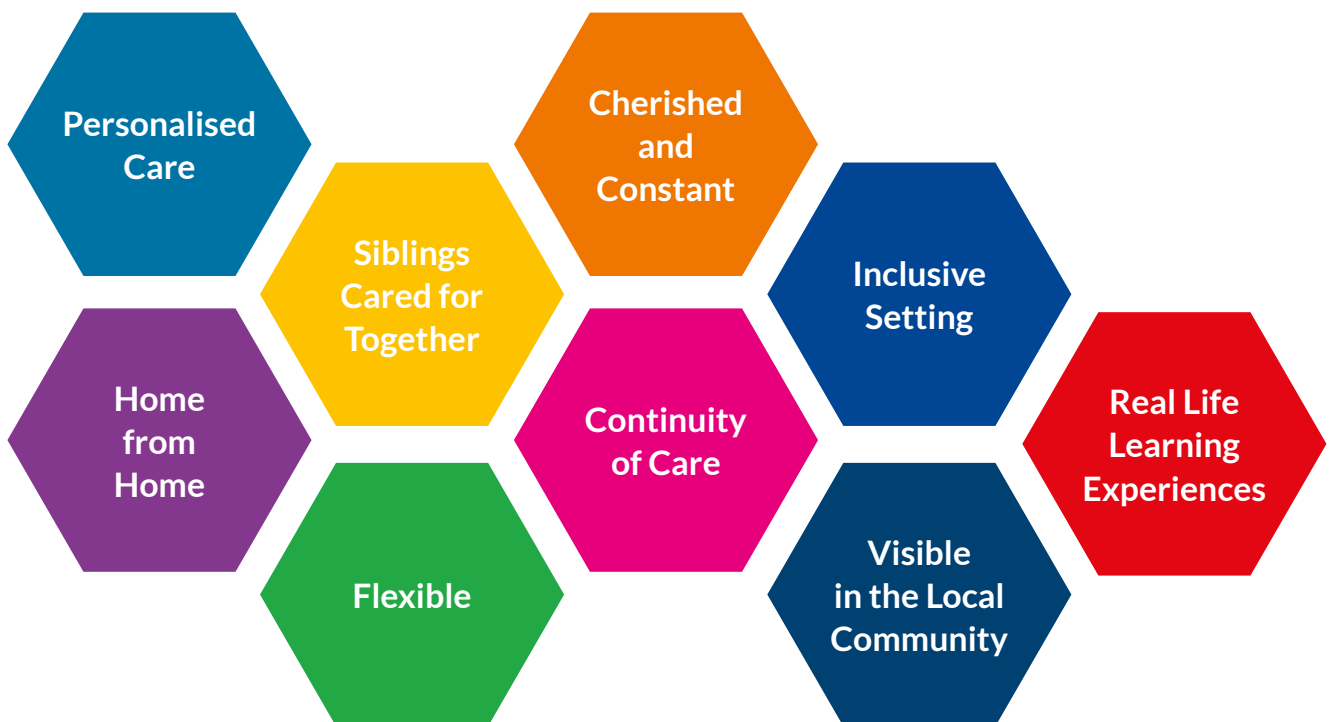 Personalised
Care
Cherished
and
Constant
Siblings
Cared for
Together
Inclusive
Setting
Home
from
Home
Continuity
of Care
Real Life
Learning
Experiences
Flexible
Visible
in the Local
Community